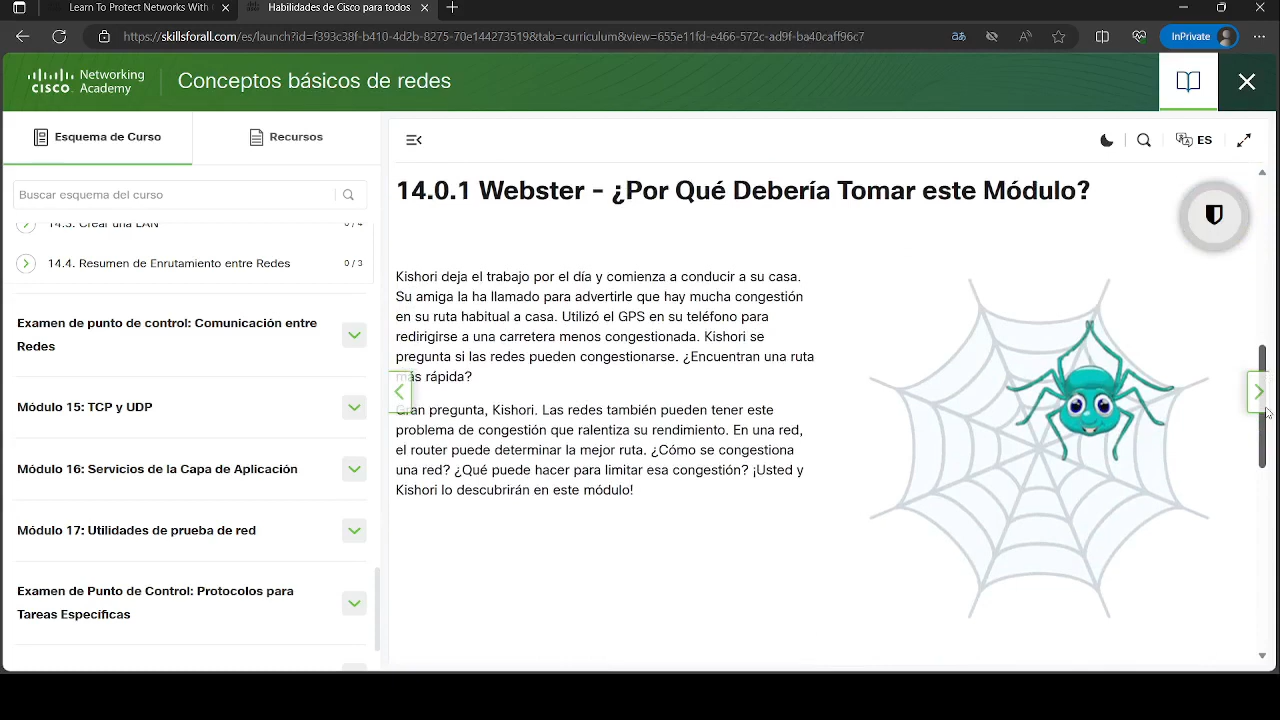 Learn To Protect Networks With
Habilidades de Cisco para todos
https://skillsforall.com/es/launch?id=f393c38f-b410-4d2b-8275-70e144273519&tab=curriculum&view=655e11fd-e466-572c-ad9f-ba40caff96c7
InPrivate
Networking
CISCO Academy
Conceptos básicos de redes
Esquema de Curso
Recursos
ES
Buscar esquema del curso
14.3. Crear una LAN 0 / 4
14.4. Resumen de Enrutamiento entre Redes 0 / 3
Examen de punto de control: Comunicación entre
Redes
Módulo 15: TCP y UDP
Módulo 16: Servicios de la Capa de Aplicación
Módulo 17: Utilidades de prueba de red
Examen de Punto de Control: Protocolos para
Tareas Específicas
14.0.1 Webster - ¿Por Qué Debería Tomar este Módulo?
Kishori deja el trabajo por el día y comienza a conducir a su casa.
Su amiga la ha llamado para advertirle que hay mucha congestión
en su ruta habitual a casa. Utilizó el GPS en su teléfono para
redirigirse a una carretera menos congestionada. Kishori se
pregunta si las redes pueden congestionarse. ¿Encuentran una ruta
más rápida?
Gran pregunta, Kishori. Las redes también pueden tener este
problema de congestión que ralentiza su rendimiento. En una red,
el router puede determinar la mejor ruta. ¿Cómo se congestiona
una red? ¿Qué puede hacer para limitar esa congestión? ¡Usted y
Kishori lo descubrirán en este módulo!